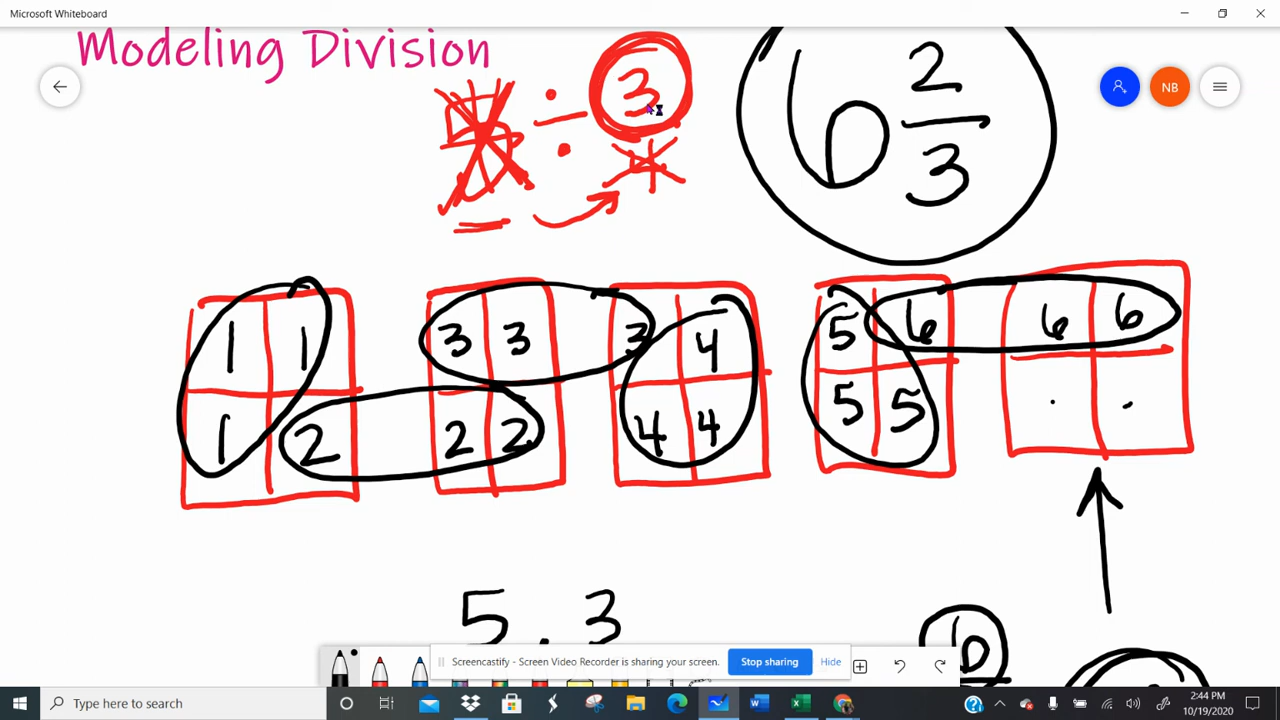 Microsoft Whiteboard
Modeling Division
NB
÷ 3
6 2/3
1 1 3 3 3 4 5 6 6 6
1 2 2 2 4 4 5 5
5 . 3
6
Screencastify - Screen Video Recorder is sharing your screen.
Stop sharing
Hide
Type here to search
2:44 PM
10/19/2020